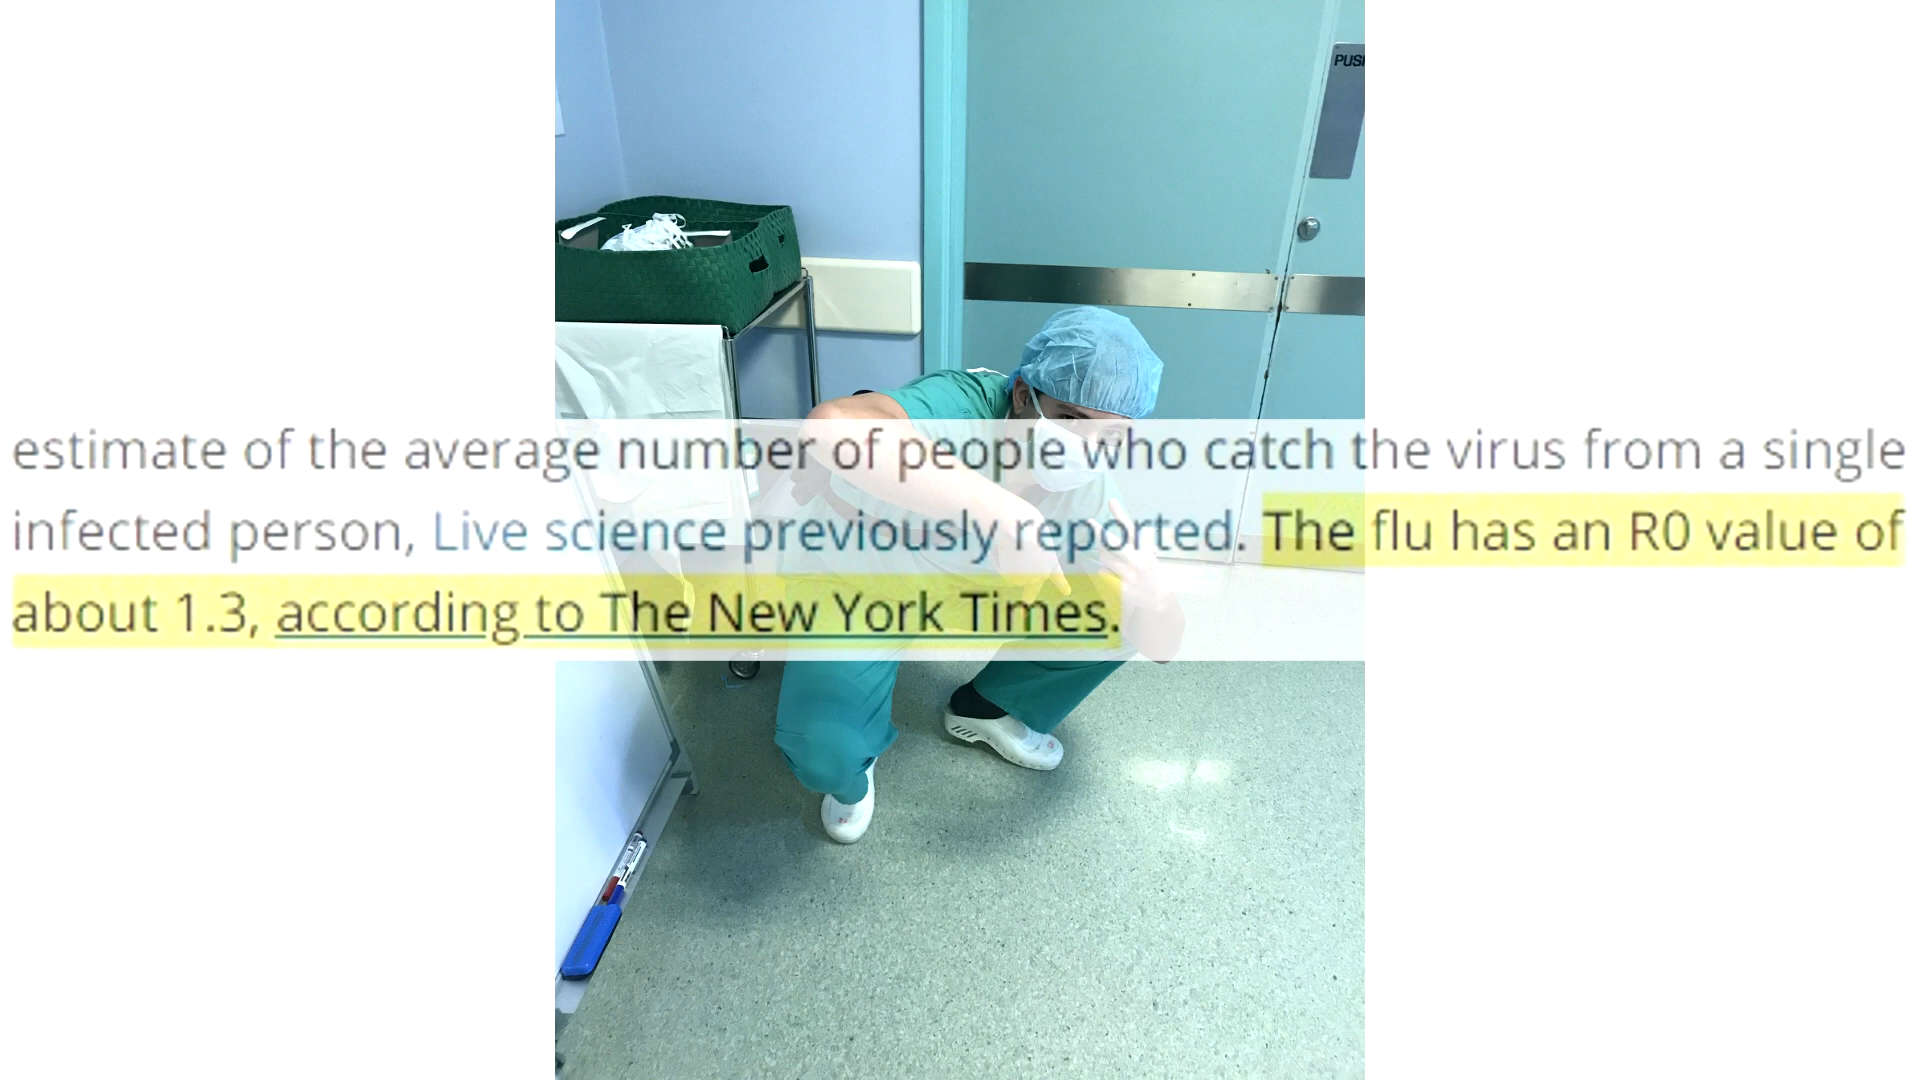 PUSH
estimate of the average number of people who catch the virus from a single
infected person, Live science previously reported. The flu has an R0 value of
about 1.3, according to The New York Times.